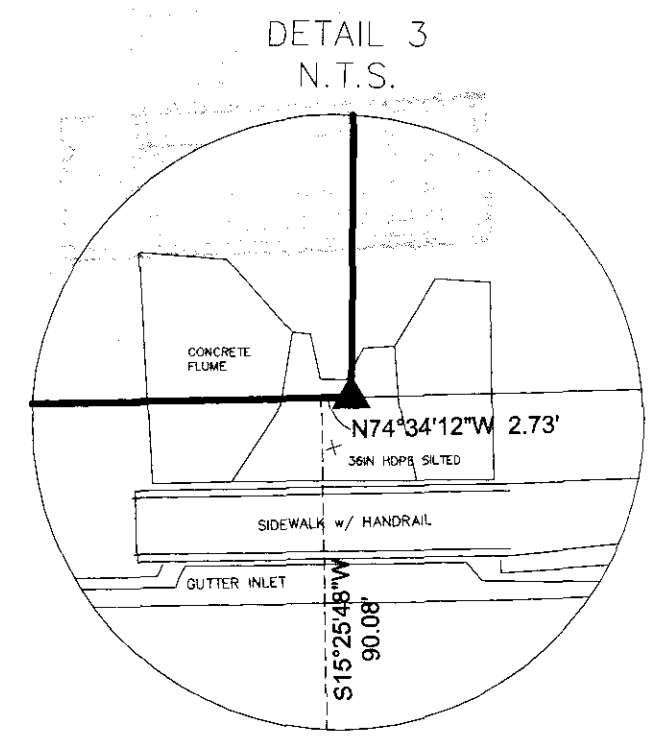 DETAIL 3
N.T.S.
CONCRETE
FLUME
N74°34'12"W 2.73'
36IN HDPE SILTED
SIDEWALK w/ HANDRAIL
GUTTER INLET
S15°25'48"W
90.08'